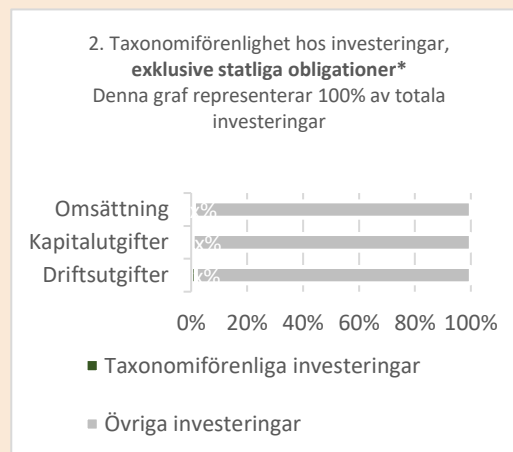 2. Taxonomiförenlighet hos investeringar,
exklusive statliga obligationer*
Denna graf representerar 100% av totala
investeringar
Omsättning x%
Kapitalutgifter x%
Driftsutgifter x%
0% 20% 40% 60% 80% 100%
Taxonomiförenliga investeringar
Övriga investeringar